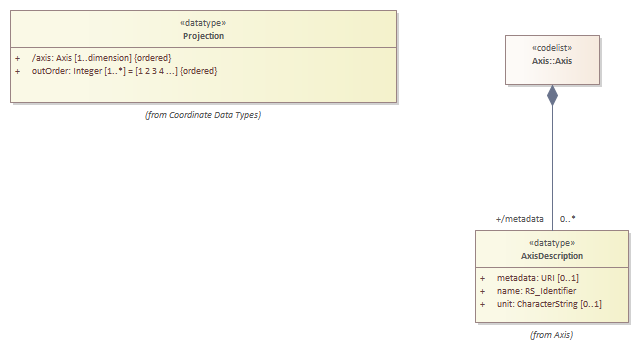 «datatype»
Projection
+ /axis: Axis [1..dimension] {ordered}
+ outOrder: Integer [1..*] = [1 2 3 4 ...] {ordered}
(from Coordinate Data Types)
«codelist»
Axis::Axis
+/metadata 0..*
«datatype»
AxisDescription
+ metadata: URI [0..1]
+ name: RS_Identifier
+ unit: CharacterString [0..1]
(from Axis)